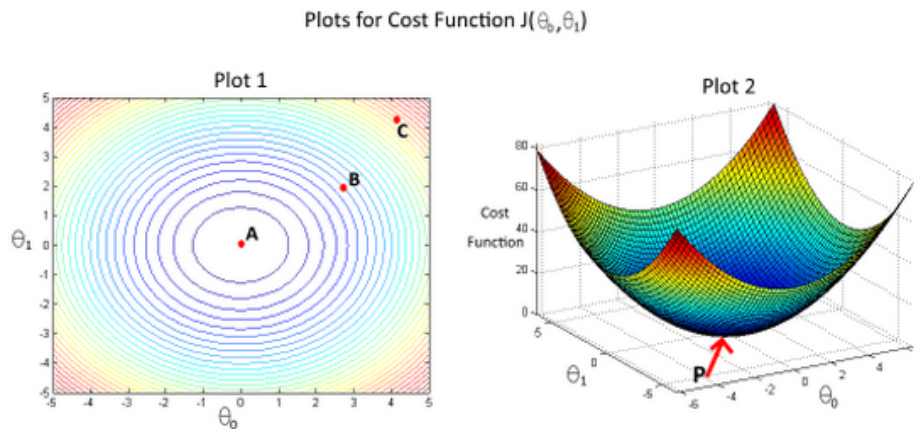 Plots for Cost Function J(θ₀,θ₁)
Plot 1
5
4
3
2
1
0
-1
-2
-3
-4
-5
θ₁
A
B
C
-5 -4 -3 -2 -1 0 1 2 3 4 5
θ₀
Plot 2
80
60
40
20
0
Cost
Function
5
0
-5
θ₁
P
-6 -4 -2 0 2 4
θ₀